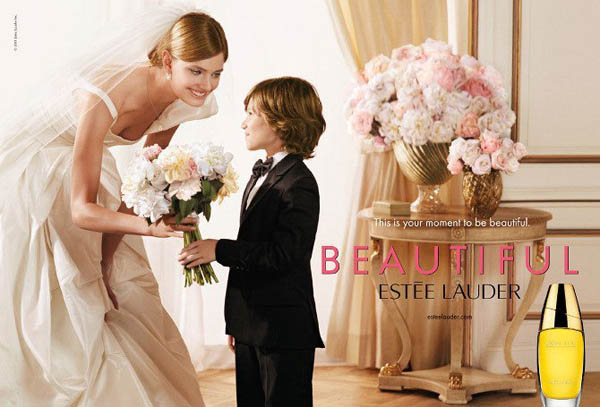 This is your moment to be beautiful.
BEAUTIFUL
ESTĒE LAUDER
esteelauder.com